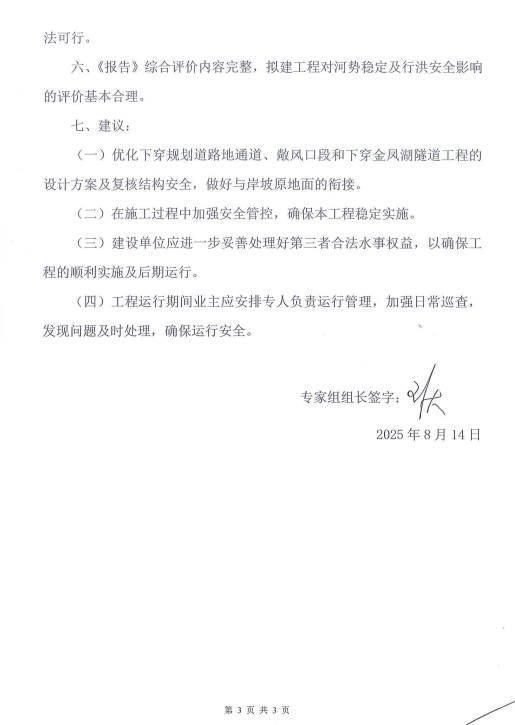 法可行。
六、《报告》综合评价内容完整，拟建工程对河势稳定及行洪安全影响
的评价基本合理。
七、建议：
（一）优化下穿规划道路地通道、敞风口段和下穿金凤湖隧道工程的
设计方案及复核结构安全，做好与岸坡原地面的衔接。
（二）在施工过程中加强安全管控，确保本工程稳定实施。
（三）建设单位应进一步妥善处理好第三者合法水事权益，以确保工
程的顺利实施及后期运行。
（四）工程运行期间业主应安排专人负责运行管理，加强日常巡查，
发现问题及时处理，确保运行安全。
专家组组长签字：
2025 年 8 月 14 日
第 3 页 共 3 页